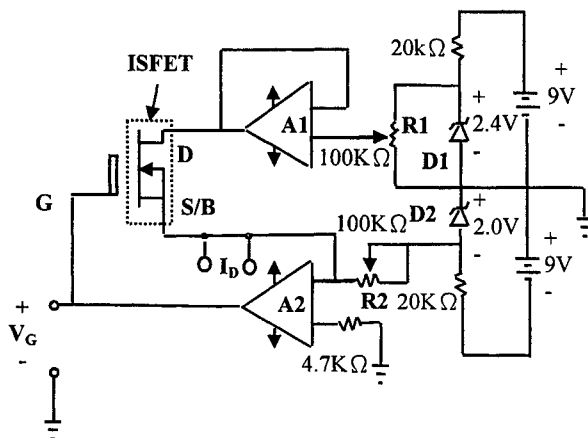 ISFET
20kΩ
+
9V
-
A1
R1
+
2.4V
-
100KΩ
D1
D
G
S/B
D2
+
2.0V
-
100KΩ
+
9V
-
I_D
A2
R2
20KΩ
4.7KΩ
+
V_G
-